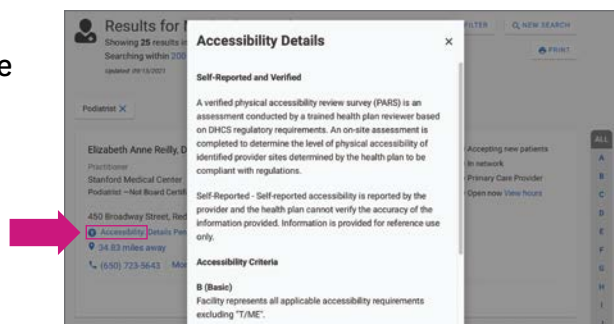 e
Results for
Showing 25 results in
Searching within 200
Updated 09/13/2021
FILTER
NEW SEARCH
PRINT
Podiatrist X
Elizabeth Anne Reilly, D
Practitioner
Stanford Medical Center
Podiatrist —Not Board Certif
450 Broadway Street, Red
Accessibility Details Pen
34.83 miles away
(650) 723-5643
Accessibility Details
×
Self-Reported and Verified
A verified physical accessibility review survey (PARS) is an
assessment conducted by a trained health plan reviewer based
on DHCS regulatory requirements. An on-site assessment is
completed to determine the level of physical accessibility of
identified provider sites determined by the health plan to be
compliant with regulations.
Self-Reported - Self-reported accessibility is reported by the
provider and the health plan cannot verify the accuracy of the
information provided. Information is provided for reference use
only.
Accessibility Criteria
B (Basic)
Facility represents all applicable accessibility requirements
excluding "T/ME".
Accepting new patients
In network
Primary Care Provider
Open now View hours
ALL
A
B
C
D
E
F
G
H
I